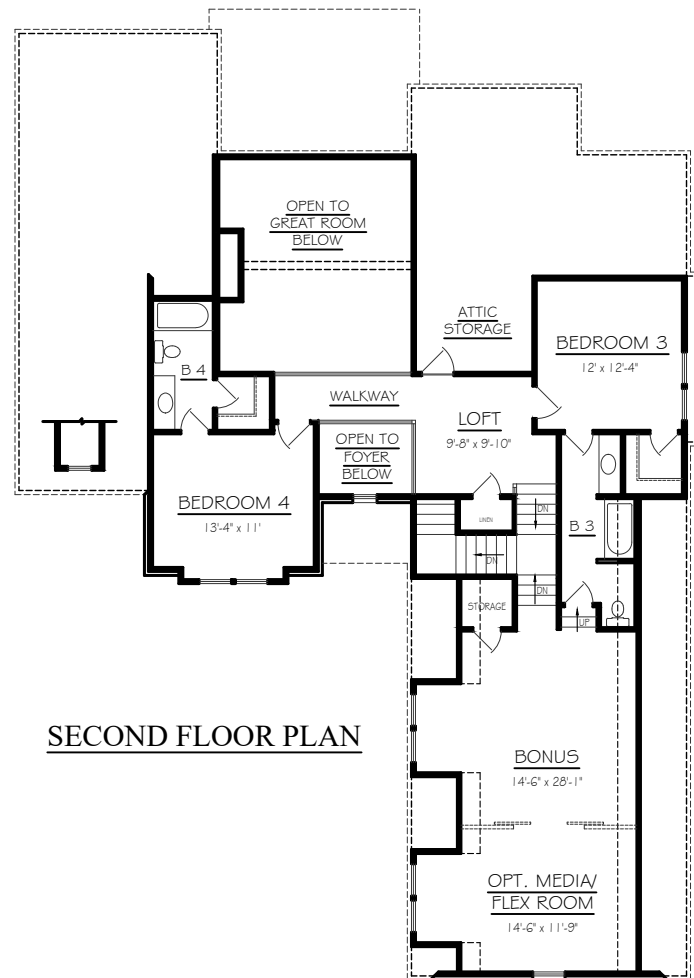 OPEN TO
GREAT ROOM
BELOW
ATTIC
STORAGE
BEDROOM 3
12' x 12'-4"
B 4
WALKWAY
LOFT
9'-8" x 9'-10"
OPEN TO
FOYER
BELOW
BEDROOM 4
13'-4" x 11'
LINEN
DN
B 3
DN
DN
STORAGE
UP
SECOND FLOOR PLAN
BONUS
14'-6" x 28'-1"
OPT. MEDIA/
FLEX ROOM
14'-6" x 11'-9"